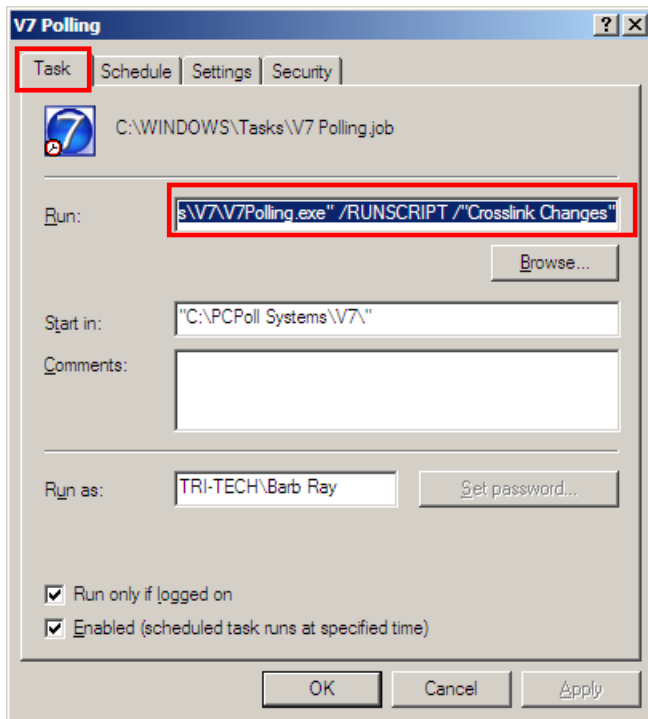 V7 Polling
Task Schedule Settings Security
7
C:\WINDOWS\Tasks\V7 Polling.job
Run: s\V7\V7Polling.exe" /RUNSCRIPT /"Crosslink Changes"
Browse...
Start in: "C:\PCPoll Systems\V7\"
Comments:
Run as: TRI-TECH\Barb Ray Set password...
Run only if logged on
Enabled (scheduled task runs at specified time)
OK Cancel Apply